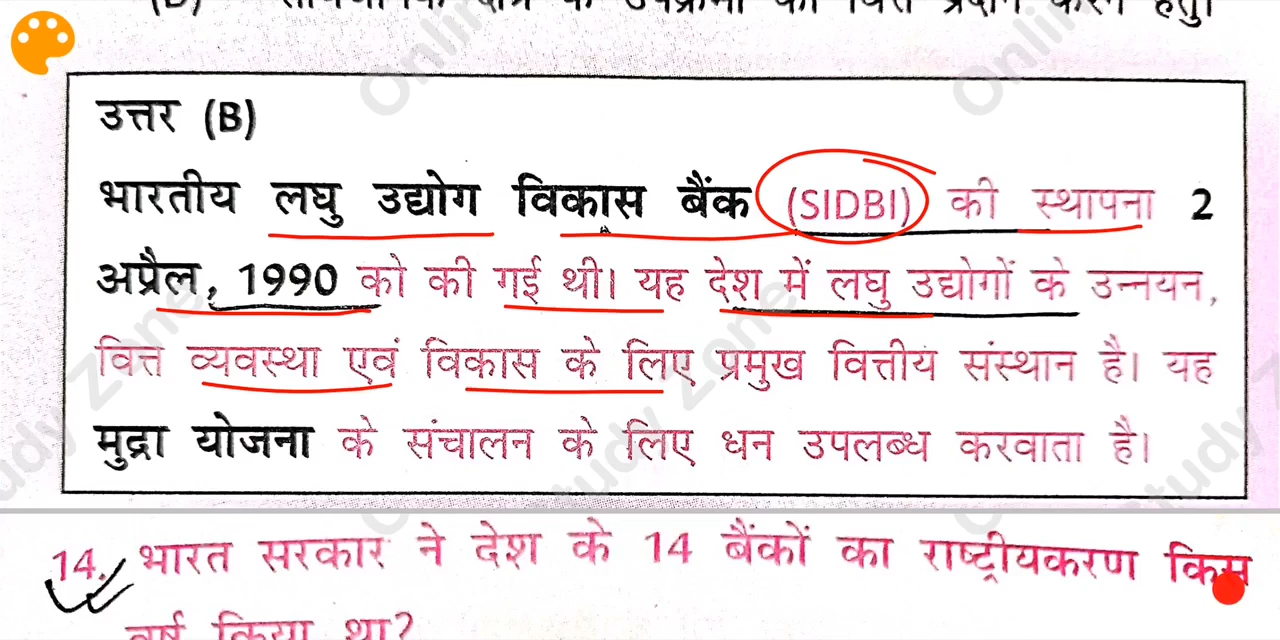 उत्तर (B)
भारतीय लघु उद्योग विकास बैंक (SIDBI) की स्थापना 2
अप्रैल, 1990 को की गई थी। यह देश में लघु उद्योगों के उन्नयन,
वित्त व्यवस्था एवं विकास के लिए प्रमुख वित्तीय संस्थान है। यह
मुद्रा योजना के संचालन के लिए धन उपलब्ध करवाता है।
14. भारत सरकार ने देश के 14 बैंकों का राष्ट्रीयकरण किस
वर्ष किया था?